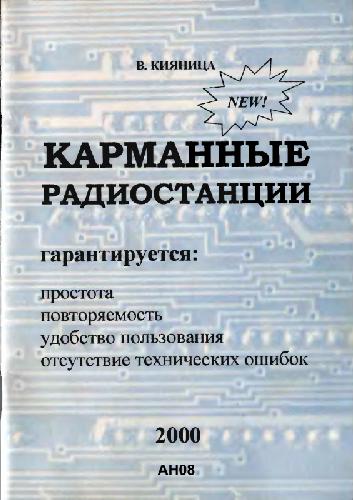 В. КИЯНИЦА
NEW!
КАРМАННЫЕ
РАДИОСТАНЦИИ
гарантируется:
простота
повторяемость
удобство пользования
отсутствие технических ошибок
2000
АН08